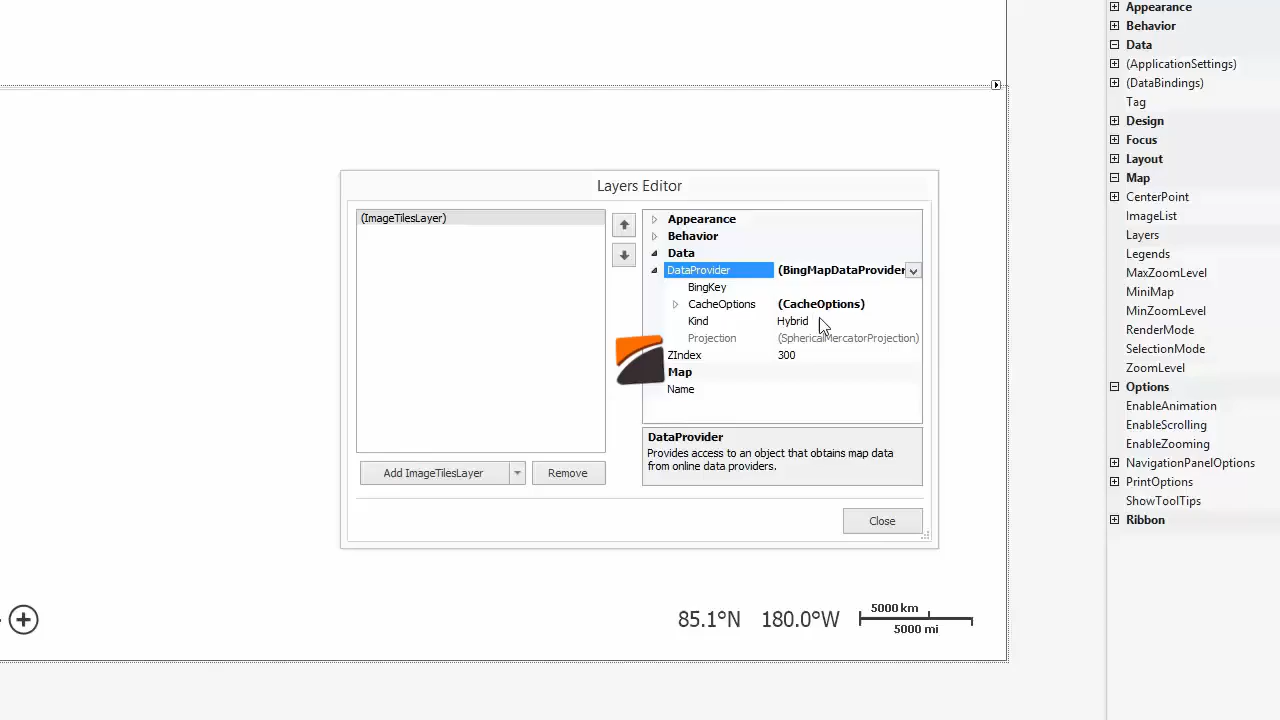 Appearance
Behavior
Data
(ApplicationSettings)
(DataBindings)
Tag
Design
Focus
Layout
Map
CenterPoint
ImageList
Layers
Legends
MaxZoomLevel
MiniMap
MinZoomLevel
RenderMode
SelectionMode
ZoomLevel
Options
EnableAnimation
EnableScrolling
EnableZooming
NavigationPanelOptions
PrintOptions
ShowToolTips
Ribbon
Layers Editor
(ImageTilesLayer)
Appearance
Behavior
Data
DataProvider (BingMapDataProvider
BingKey
CacheOptions (CacheOptions)
Kind Hybrid
Projection (SphericalMercatorProjection)
ZIndex 300
Map
Name
DataProvider
Provides access to an object that obtains map data
from online data providers.
Add ImageTilesLayer
Remove
Close
85.1°N 180.0°W
5000 km
5000 mi